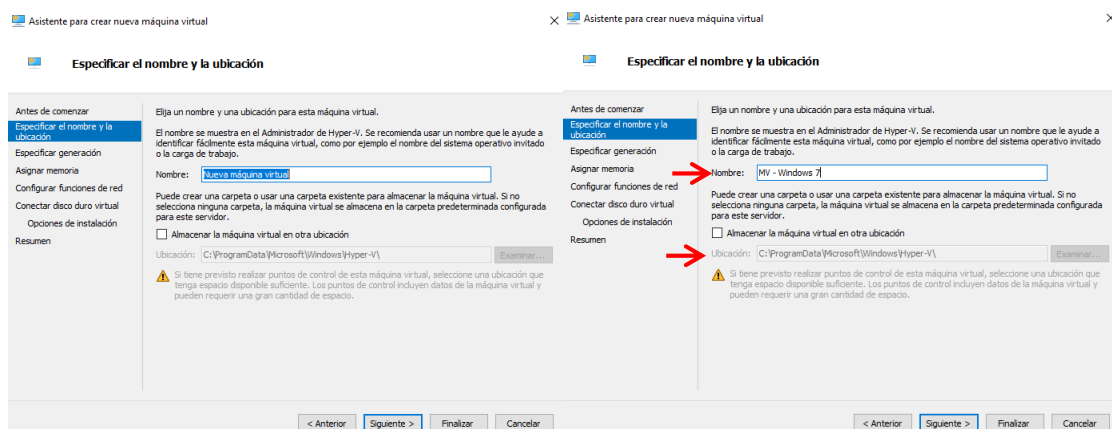 Asistente para crear nueva máquina virtual
Especificar el nombre y la ubicación
Antes de comenzar
Especificar el nombre y la
ubicación
Especificar generación
Asignar memoria
Configurar funciones de red
Conectar disco duro virtual
Opciones de instalación
Resumen
Elija un nombre y una ubicación para esta máquina virtual.
El nombre se muestra en el Administrador de Hyper-V. Se recomienda usar un nombre que le ayude a
identificar fácilmente esta máquina virtual, como por ejemplo el nombre del sistema operativo invitado
o la carga de trabajo.
Nombre: Nueva máquina virtual
Puede crear una carpeta o usar una carpeta existente para almacenar la máquina virtual. Si no
selecciona ninguna carpeta, la máquina virtual se almacena en la carpeta predeterminada configurada
para este servidor.
Almacenar la máquina virtual en otra ubicación
Ubicación: C:\ProgramData\Microsoft\Windows\Hyper-V\ Examinar...
Si tiene previsto realizar puntos de control de esta máquina virtual, seleccione una ubicación que
tenga espacio disponible suficiente. Los puntos de control incluyen datos de la máquina virtual y
pueden requerir una gran cantidad de espacio.
< Anterior Siguiente > Finalizar Cancelar
Asistente para crear nueva máquina virtual
Especificar el nombre y la ubicación
Antes de comenzar
Especificar el nombre y la
ubicación
Especificar generación
Asignar memoria
Configurar funciones de red
Conectar disco duro virtual
Opciones de instalación
Resumen
Elija un nombre y una ubicación para esta máquina virtual.
El nombre se muestra en el Administrador de Hyper-V. Se recomienda usar un nombre que le ayude a
identificar fácilmente esta máquina virtual, como por ejemplo el nombre del sistema operativo invitado
o la carga de trabajo.
Nombre: MV - Windows 7
Puede crear una carpeta o usar una carpeta existente para almacenar la máquina virtual. Si no
selecciona ninguna carpeta, la máquina virtual se almacena en la carpeta predeterminada configurada
para este servidor.
Almacenar la máquina virtual en otra ubicación
Ubicación: C:\ProgramData\Microsoft\Windows\Hyper-V\ Examinar...
Si tiene previsto realizar puntos de control de esta máquina virtual, seleccione una ubicación que
tenga espacio disponible suficiente. Los puntos de control incluyen datos de la máquina virtual y
pueden requerir una gran cantidad de espacio.
< Anterior Siguiente > Finalizar Cancelar